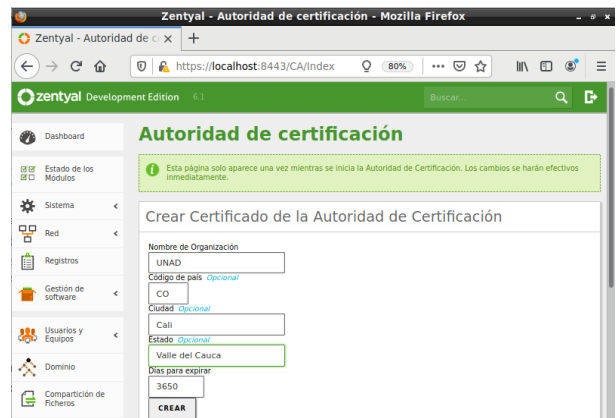 Zentyal - Autoridad de certificación - Mozilla Firefox
Zentyal - Autoridad de c
https://localhost:8443/CA/Index 80%
zentyal Development Edition 6.1 Buscar...
Dashboard
Estado de los
Módulos
Sistema
Red
Registros
Gestión de
software
Usuarios y
Equipos
Dominio
Compartición de
Ficheros
Autoridad de certificación
Esta página solo aparece una vez mientras se inicia la Autoridad de Certificación. Los cambios se harán efectivos
inmediatamente.
Crear Certificado de la Autoridad de Certificación
Nombre de Organización
UNAD
Código de país Opcional
CO
Ciudad Opcional
Cali
Estado Opcional
Valle del Cauca
Días para expirar
3650
CREAR